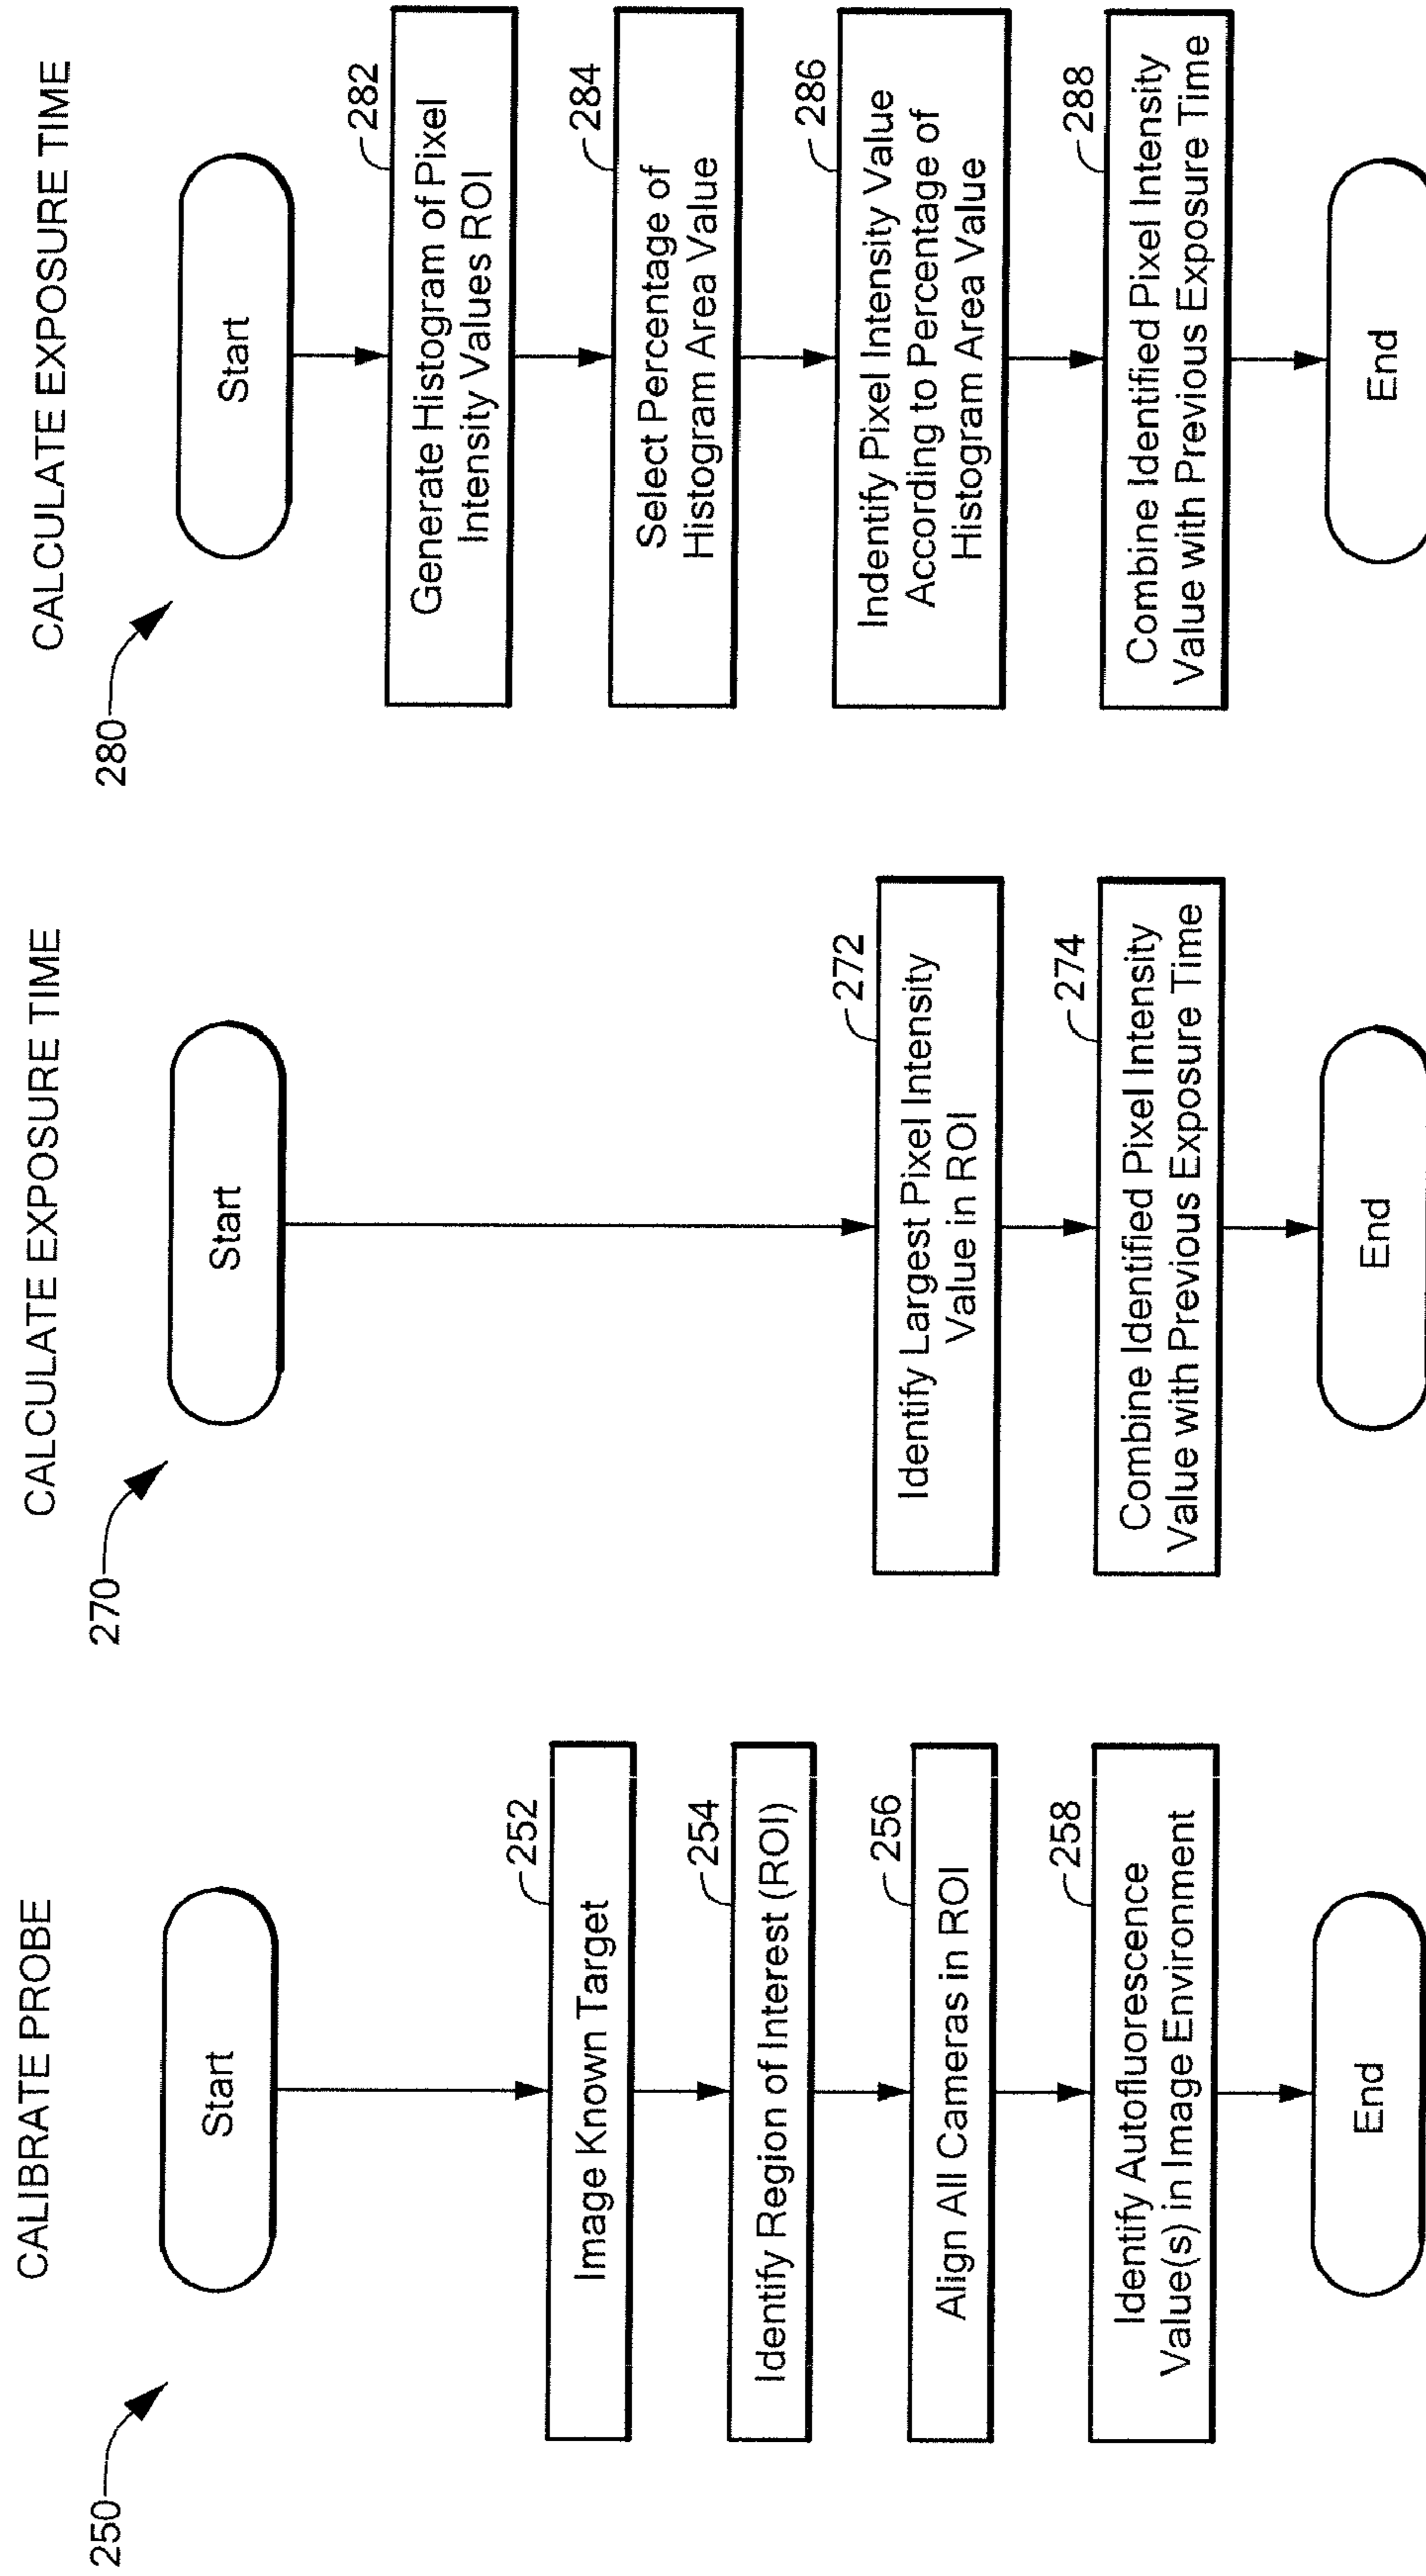 CALIBRATE PROBE
250
Start
252
Image Known Target
254
Identify Region of Interest (ROI)
256
Align All Cameras in ROI
258
Identify Autofluorescence
Value(s) in Image Environment
End
CALCULATE EXPOSURE TIME
270
Start
272
Identify Largest Pixel Intensity
Value in ROI
274
Combine Identified Pixel Intensity
Value with Previous Exposure Time
End
CALCULATE EXPOSURE TIME
280
Start
282
Generate Histogram of Pixel
Intensity Values ROI
284
Select Percentage of
Histogram Area Value
286
Indentify Pixel Intensity Value
According to Percentage of
Histogram Area Value
288
Combine Identified Pixel Intensity
Value with Previous Exposure Time
End